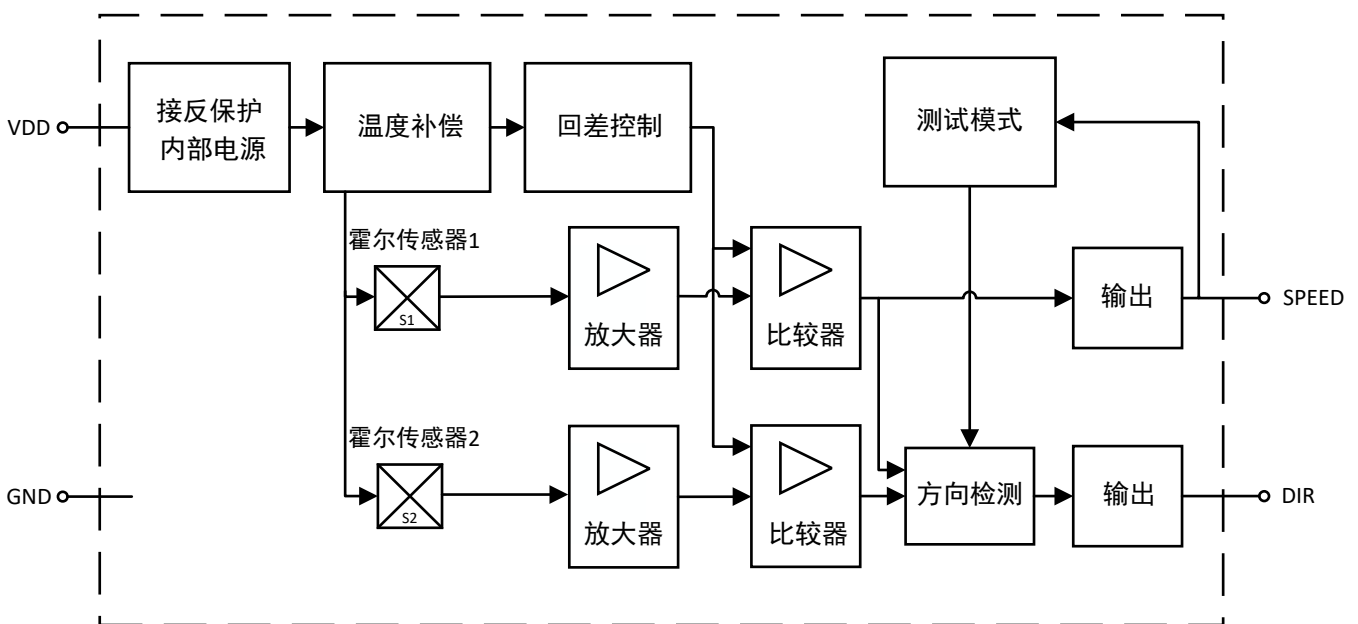 VDD
接反保护
内部电源
温度补偿
回差控制
测试模式
霍尔传感器1
S1
放大器
比较器
输出
SPEED
霍尔传感器2
S2
放大器
比较器
方向检测
输出
DIR
GND